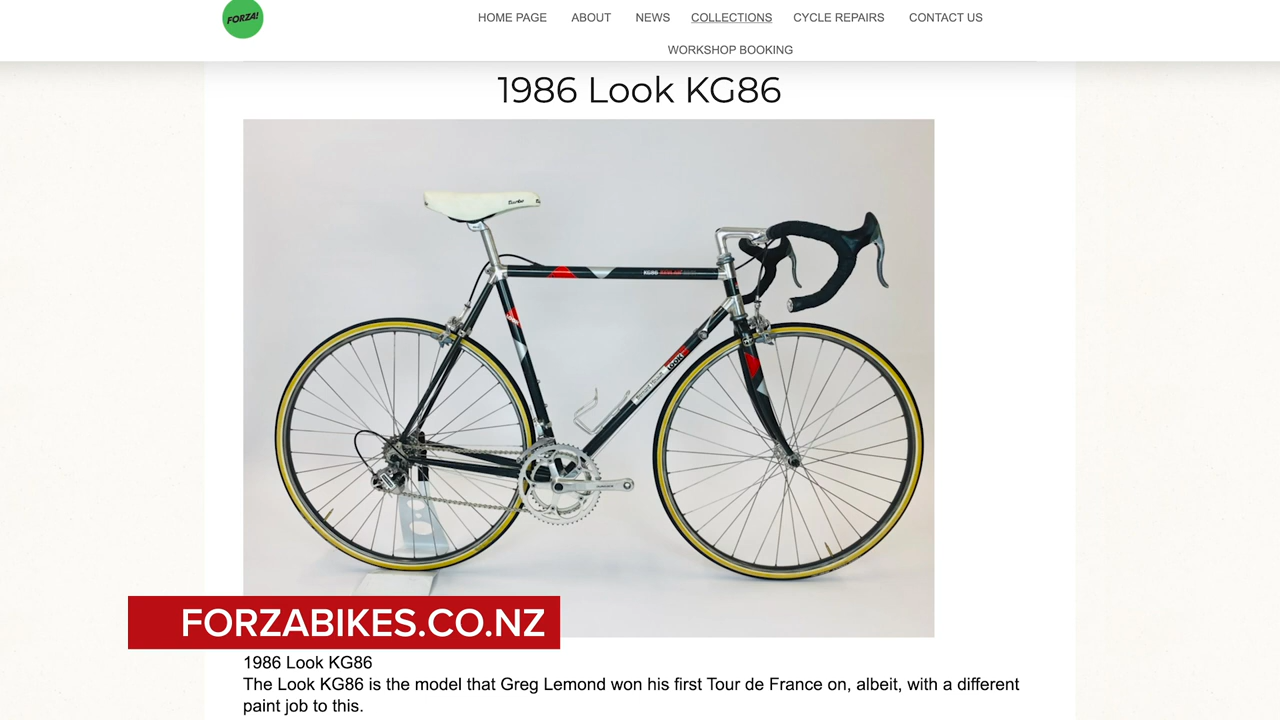 FORZA!
HOME PAGE ABOUT NEWS COLLECTIONS CYCLE REPAIRS CONTACT US
WORKSHOP BOOKING
1986 Look KG86
KG86
LOOK
FORZABIKES.CO.NZ
1986 Look KG86
The Look KG86 is the model that Greg Lemond won his first Tour de France on, albeit, with a different
paint job to this.